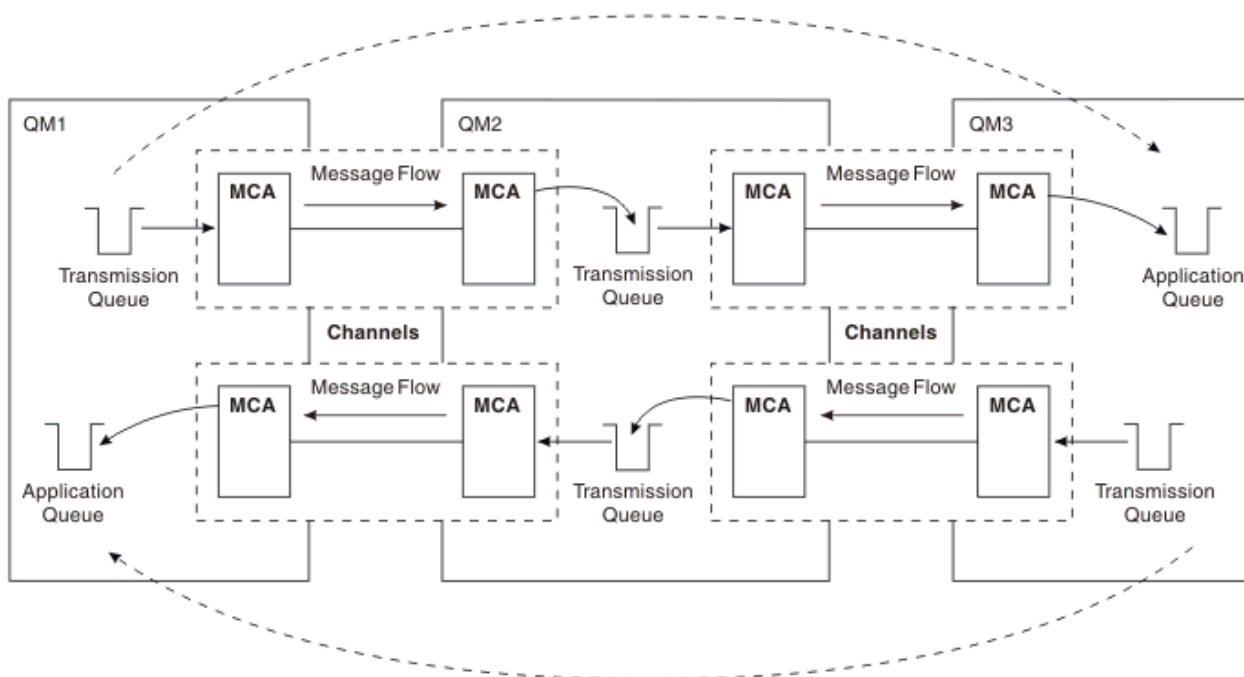 QM1
QM2
QM3
MCA
Message Flow
MCA
MCA
Message Flow
MCA
Transmission
Queue
Transmission
Queue
Application
Queue
Channels
Channels
MCA
Message Flow
MCA
MCA
Message Flow
MCA
Application
Queue
Transmission
Queue
Transmission
Queue